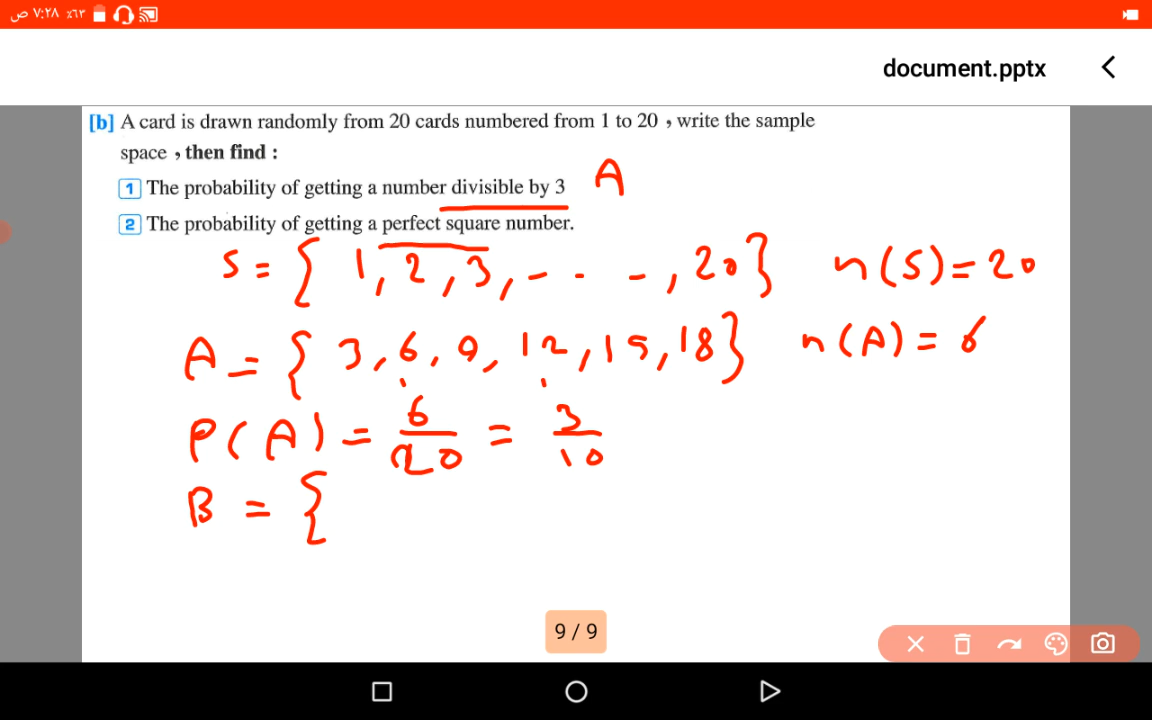 ٧:٢٨ ص ٪٦٣
document.pptx
[b] A card is drawn randomly from 20 cards numbered from 1 to 20 , write the sample
space , then find :
1 The probability of getting a number divisible by 3 A
2 The probability of getting a perfect square number.
S = { 1, 2, 3, - - -, 20 } n(S) = 20
A = { 3, 6, 9, 12, 15, 18 } n(A) = 6
P(A) = 6/20 = 3/10
B = {
9 / 9